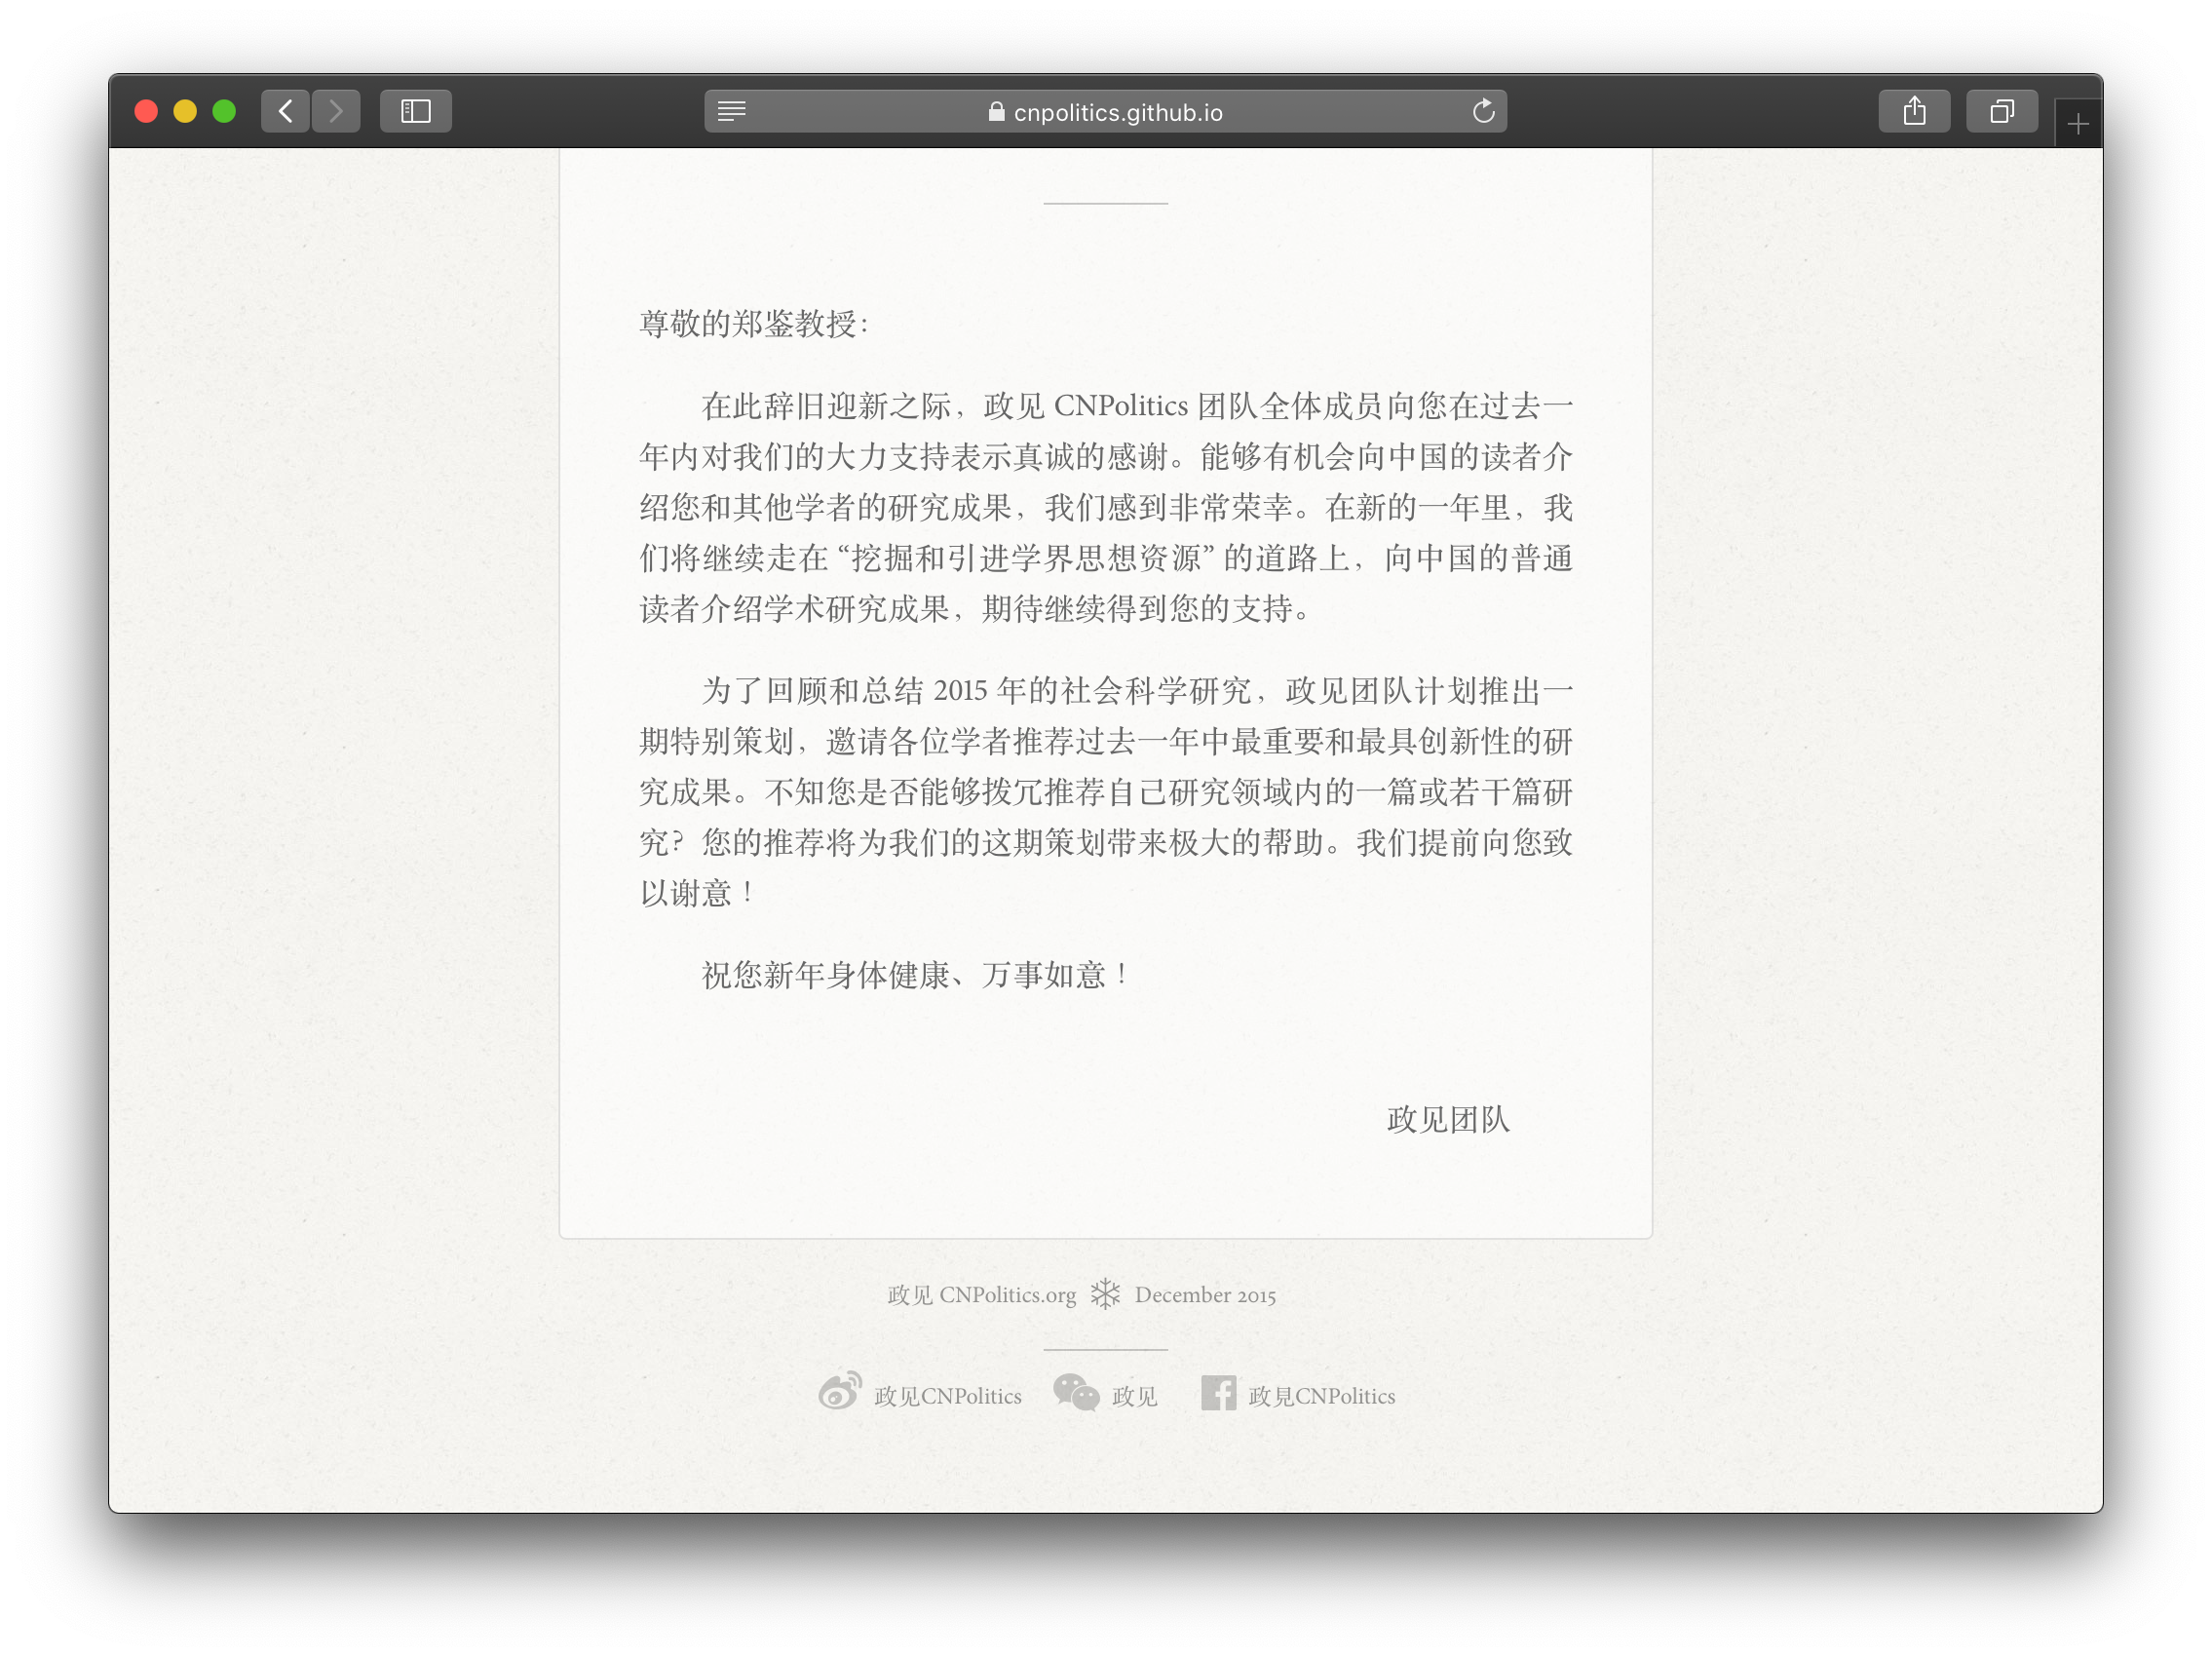 cnpolitics.github.io
尊敬的郑鉴教授：
在此辞旧迎新之际，政见 CNPolitics 团队全体成员向您在过去一
年内对我们的大力支持表示真诚的感谢。能够有机会向中国的读者介
绍您和其他学者的研究成果，我们感到非常荣幸。在新的一年里，我
们将继续走在 “挖掘和引进学界思想资源” 的道路上，向中国的普通
读者介绍学术研究成果，期待继续得到您的支持。
为了回顾和总结 2015 年的社会科学研究，政见团队计划推出一
期特别策划，邀请各位学者推荐过去一年中最重要和最具创新性的研
究成果。不知您是否能够拨冗推荐自己研究领域内的一篇或若干篇研
究？您的推荐将为我们的这期策划带来极大的帮助。我们提前向您致
以谢意！
祝您新年身体健康、万事如意！
政见团队
政见 CNPolitics.org December 2015
政见CNPolitics 政见 政見CNPolitics